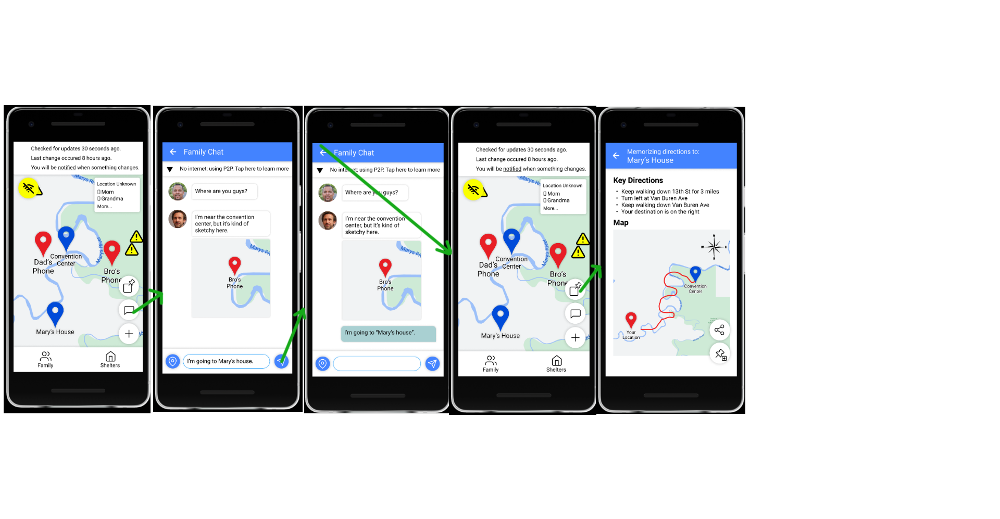 Checked for updates 30 seconds ago.
Last change occured 8 hours ago.
You will be notified when something changes.
Marys Riv
Location Unknown
Mom
Grandma
More...
Marys River
Dad's
Phone
Convention
Center
Bro's
Phone
Mary's House
Family
Shelters
Family Chat
No internet; using P2P. Tap here to learn more
Where are you guys?
I'm near the convention
center, but it's kind of
sketchy here.
Marys Riv
Bro's
Phone
I'm going to Mary's house.
Family Chat
No internet; using P2P. Tap here to learn more
Where are you guys?
I'm near the convention
center, but it's kind of
sketchy here.
Marys Riv
Bro's
Phone
I'm going to "Mary's house".
Checked for updates 30 seconds ago.
Last change occured 8 hours ago.
You will be notified when something changes.
Marys Riv
Location Unknown
Mom
Grandma
More...
Marys River
Dad's
Phone
Convention
Center
Bro's
Phone
Mary's House
Family
Shelters
Memorizing directions to:
Mary's House
Key Directions
• Keep walking down 13th St for 3 miles
• Turn left at Van Buren Ave
• Keep walking down Van Buren Ave
• Your destination is on the right
Map
N
W
E
S
Convention
Center
Your
Location